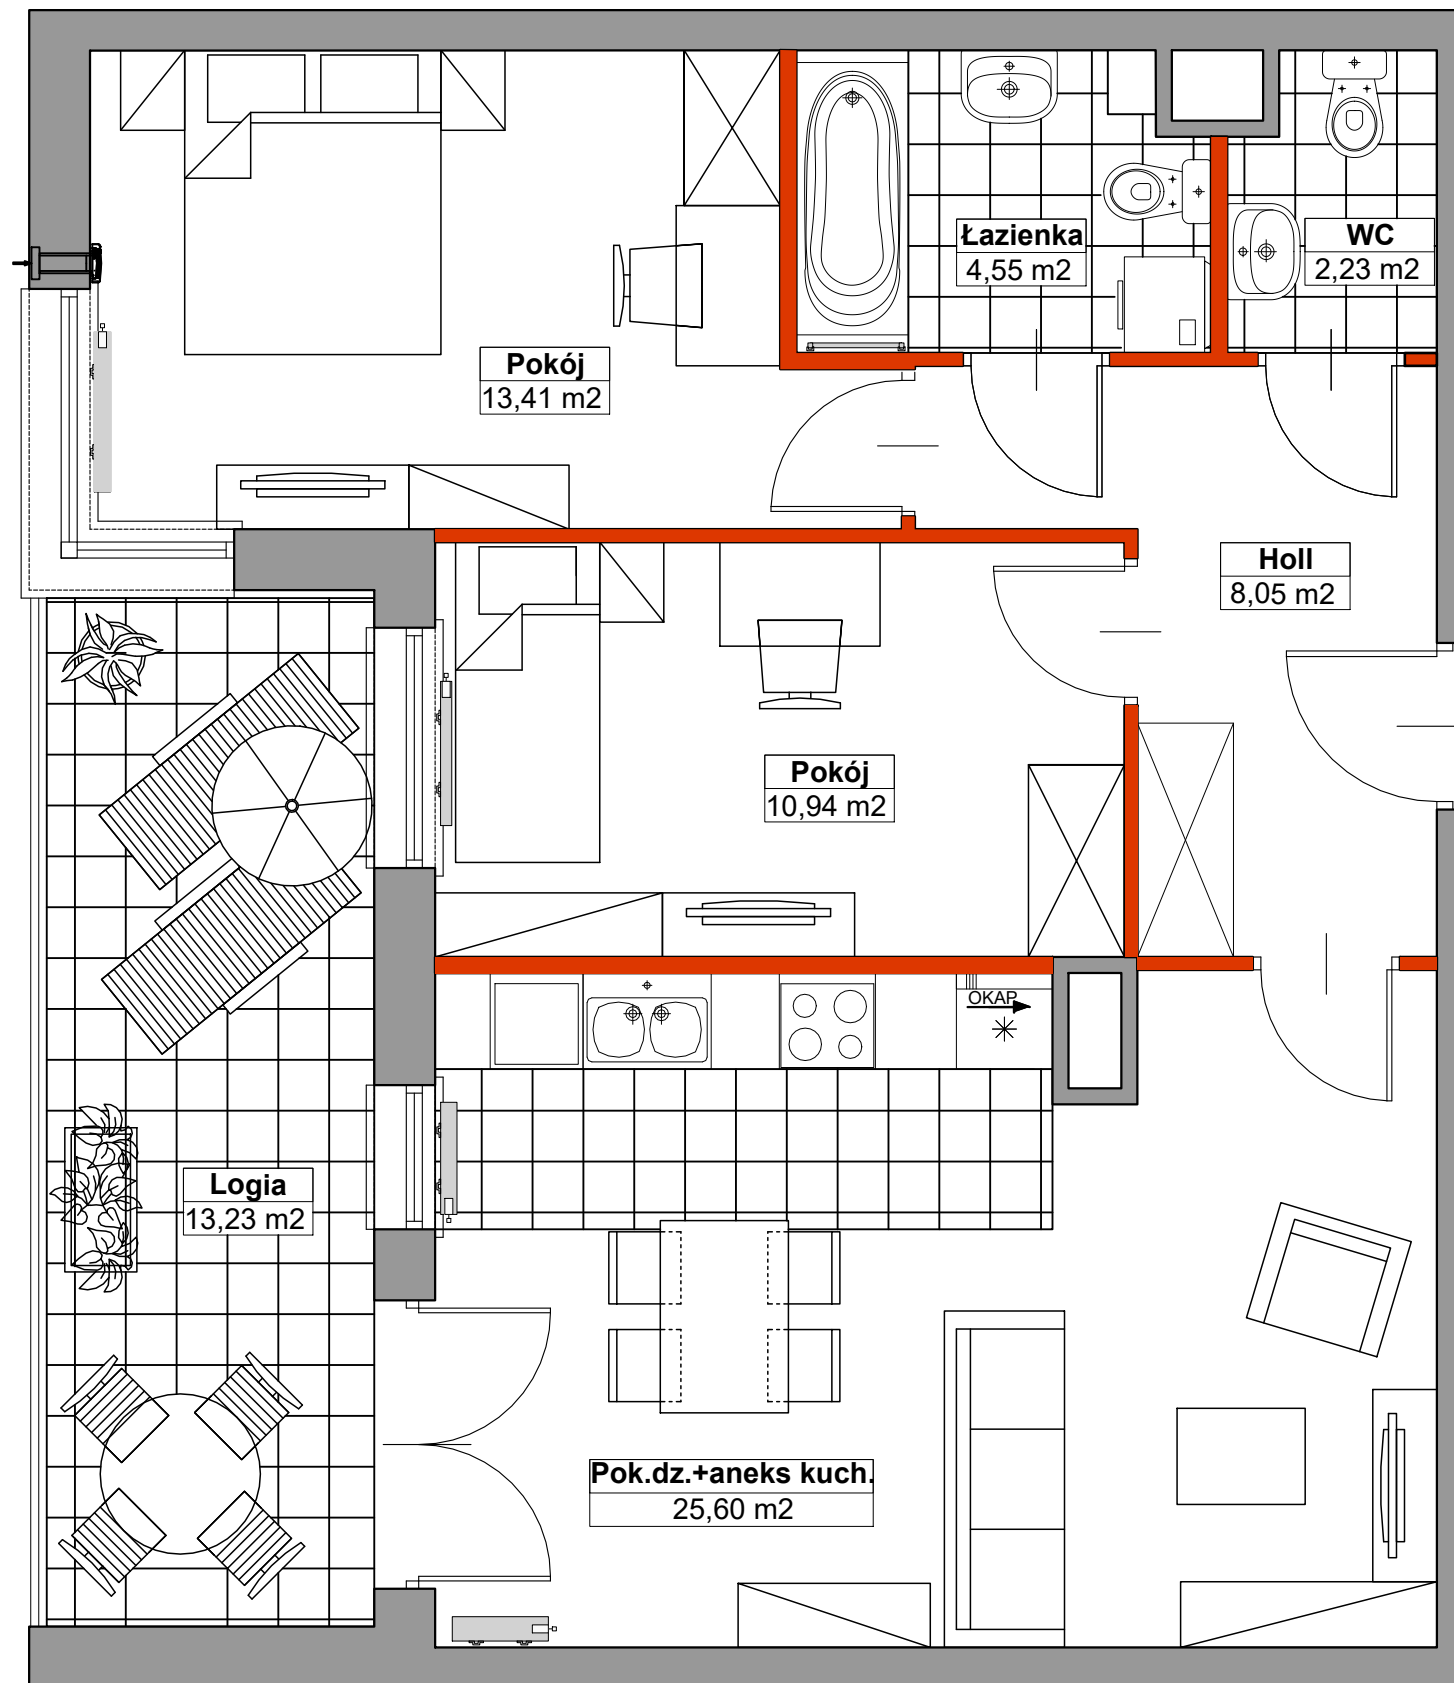 Łazienka
4,55 m2
WC
2,23 m2
Pokój
13,41 m2
Holl
8,05 m2
Pokój
10,94 m2
OKAP
Logia
13,23 m2
Pok.dz.+aneks kuch.
25,60 m2